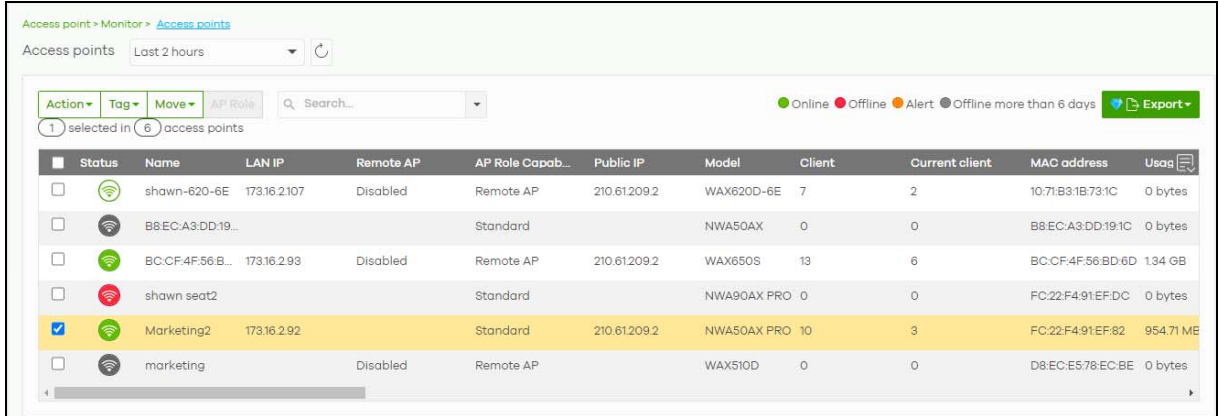 Access point > Monitor > Access points
Access points Last 2 hours
Action Tag Move AP Role Search... Online Offline Alert Offline more than 6 days Export
1 selected in 6 access points
Status Name LAN IP Remote AP AP Role Capab... Public IP Model Client Current client MAC address Usag
shawn-620-6E 173.16.2.107 Disabled Remote AP 210.61.209.2 WAX620D-6E 7 2 10:71:B3:1B:73:1C 0 bytes
B8:EC:A3:DD:19... Standard NWA50AX 0 0 B8:EC:A3:DD:19:1C 0 bytes
BC:CF:4F:56:B... 173.16.2.93 Disabled Remote AP 210.61.209.2 WAX650S 13 6 BC:CF:4F:56:BD:6D 1.34 GB
shawn seat2 Standard NWA90AX PRO 0 0 FC:22:F4:91:EF:DC 0 bytes
Marketing2 173.16.2.92 Standard 210.61.209.2 NWA50AX PRO 10 3 FC:22:F4:91:EF:82 954.71 MB
marketing Disabled Remote AP WAX510D 0 0 D8:EC:E5:78:EC:BE 0 bytes